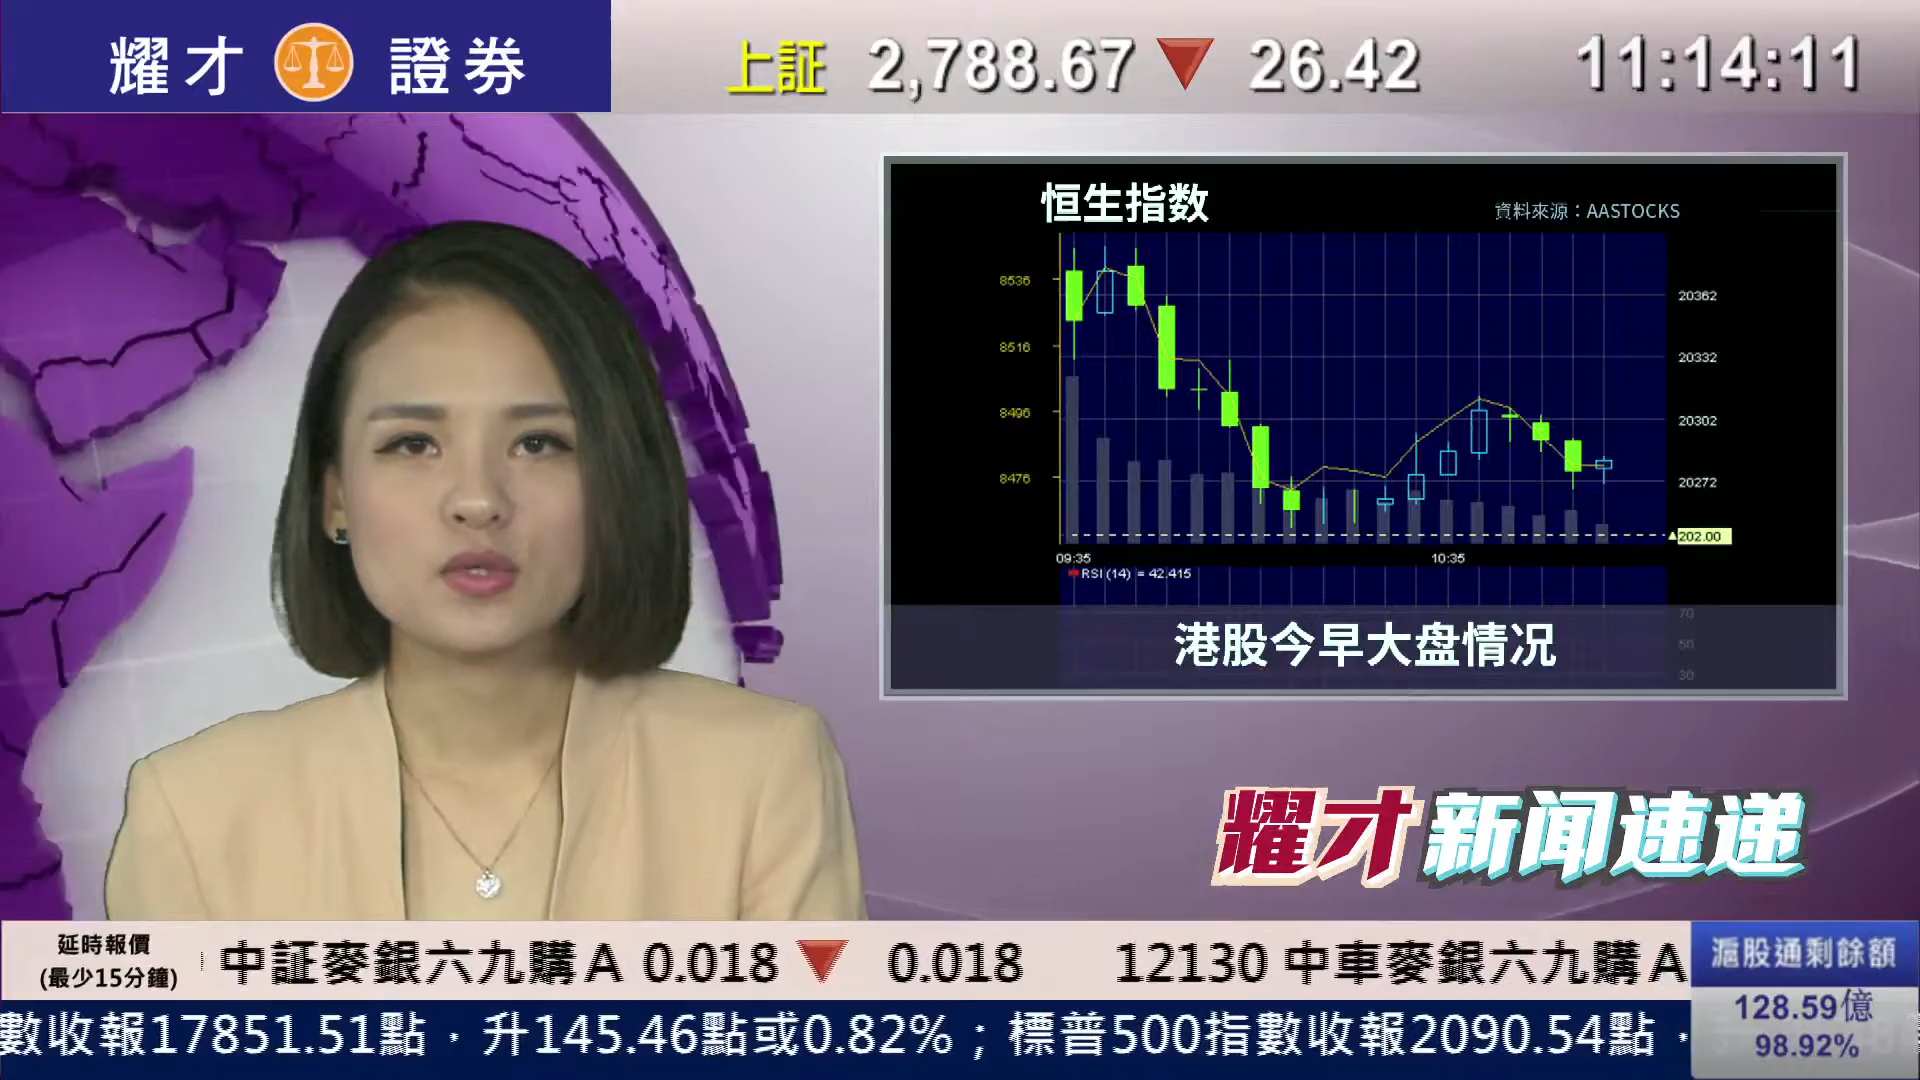 耀才 證券
上証 2,788.67 26.42 11:14:11
恒生指数
資料來源：AASTOCKS
8536
8516
8496
8476
20362
20332
20302
20272
202.00
09:35 10:35
RSI (14) = 42.415
70
50
30
港股今早大盘情况
耀才新闻速递
延時報價
(最少15分鐘)
中証麥銀六九購A 0.018 0.018 12130 中車麥銀六九購A
滬股通剩餘額
128.59億
98.92%
數收報17851.51點，升145.46點或0.82%；標普500指數收報2090.54點，